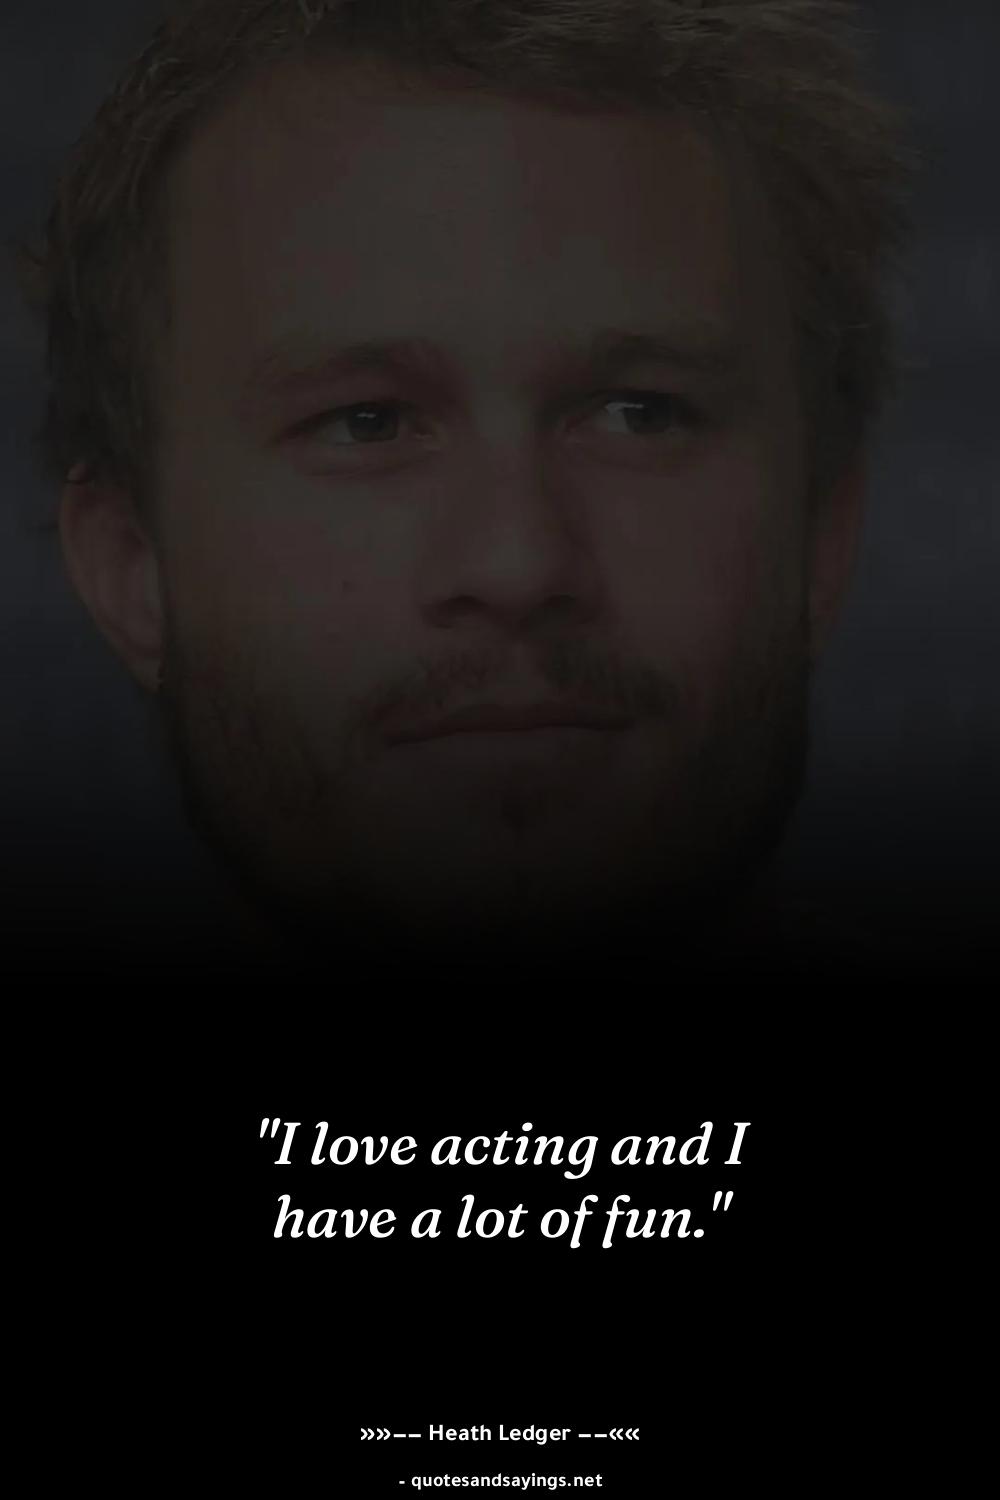 "I love acting and I
have a lot of fun."
»»–– Heath Ledger ––««
- quotesandsayings.net